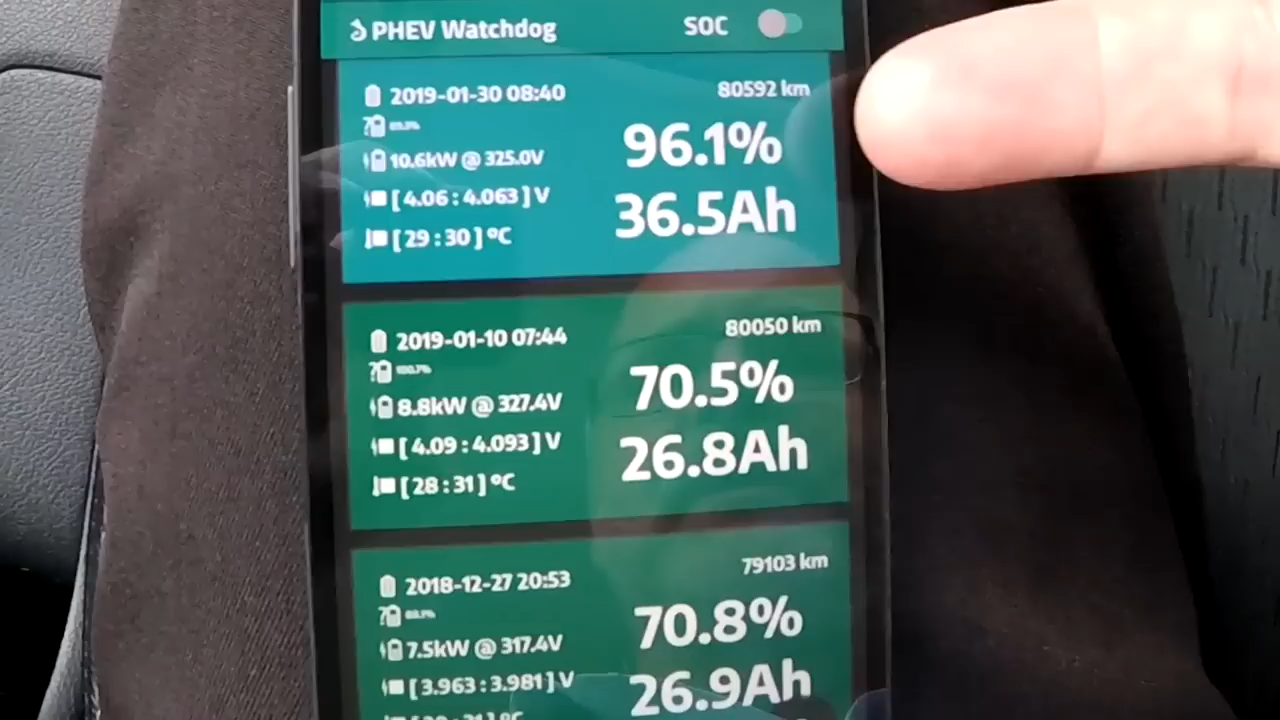 PHEV Watchdog SOC
2019-01-30 08:40 80592 km
96.1%
10.6kW @ 325.0V
[ 4.06 : 4.063 ] V 36.5Ah
[ 29 : 30 ] ºC
2019-01-10 07:44 80050 km
70.5%
8.8kW @ 327.4V
[ 4.09 : 4.093 ] V 26.8Ah
[ 28 : 31 ] ºC
2018-12-27 20:53 79103 km
70.8%
7.5kW @ 317.4V
[ 3.963 : 3.981 ] V 26.9Ah